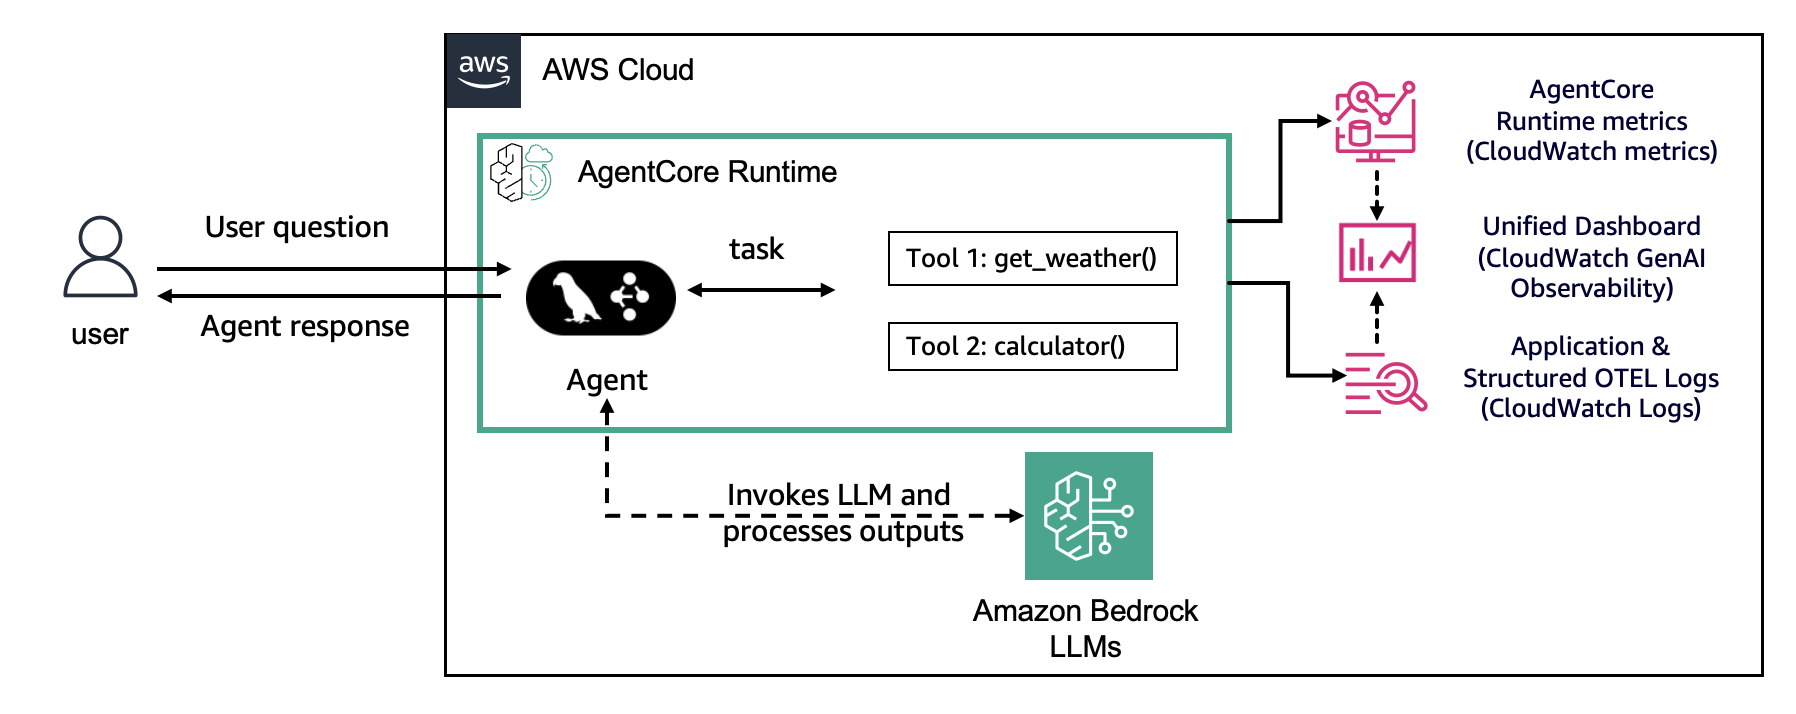 aws
AWS Cloud
AgentCore Runtime
User question
Agent response
user
task
Agent
Tool 1: get_weather()
Tool 2: calculator()
Invokes LLM and
processes outputs
Amazon Bedrock
LLMs
AgentCore
Runtime metrics
(CloudWatch metrics)
Unified Dashboard
(CloudWatch GenAI
Observability)
Application &
Structured OTEL Logs
(CloudWatch Logs)